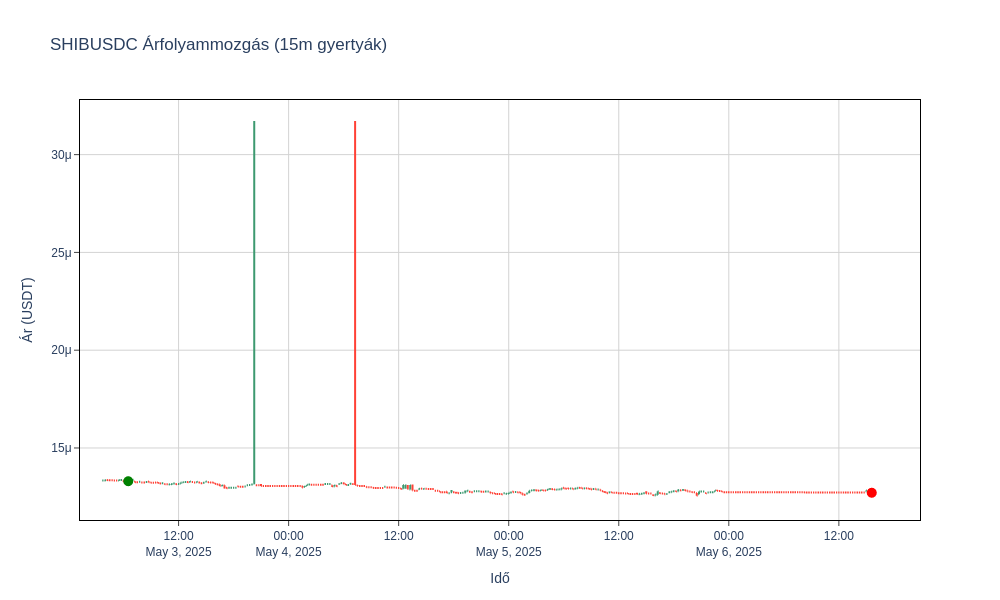 SHIBUSDC Árfolyammozgás (15m gyertyák)
30μ
25μ
20μ
15μ
Ár (USDT)
12:00
May 3, 2025
00:00
May 4, 2025
12:00
00:00
May 5, 2025
12:00
00:00
May 6, 2025
12:00
Idő